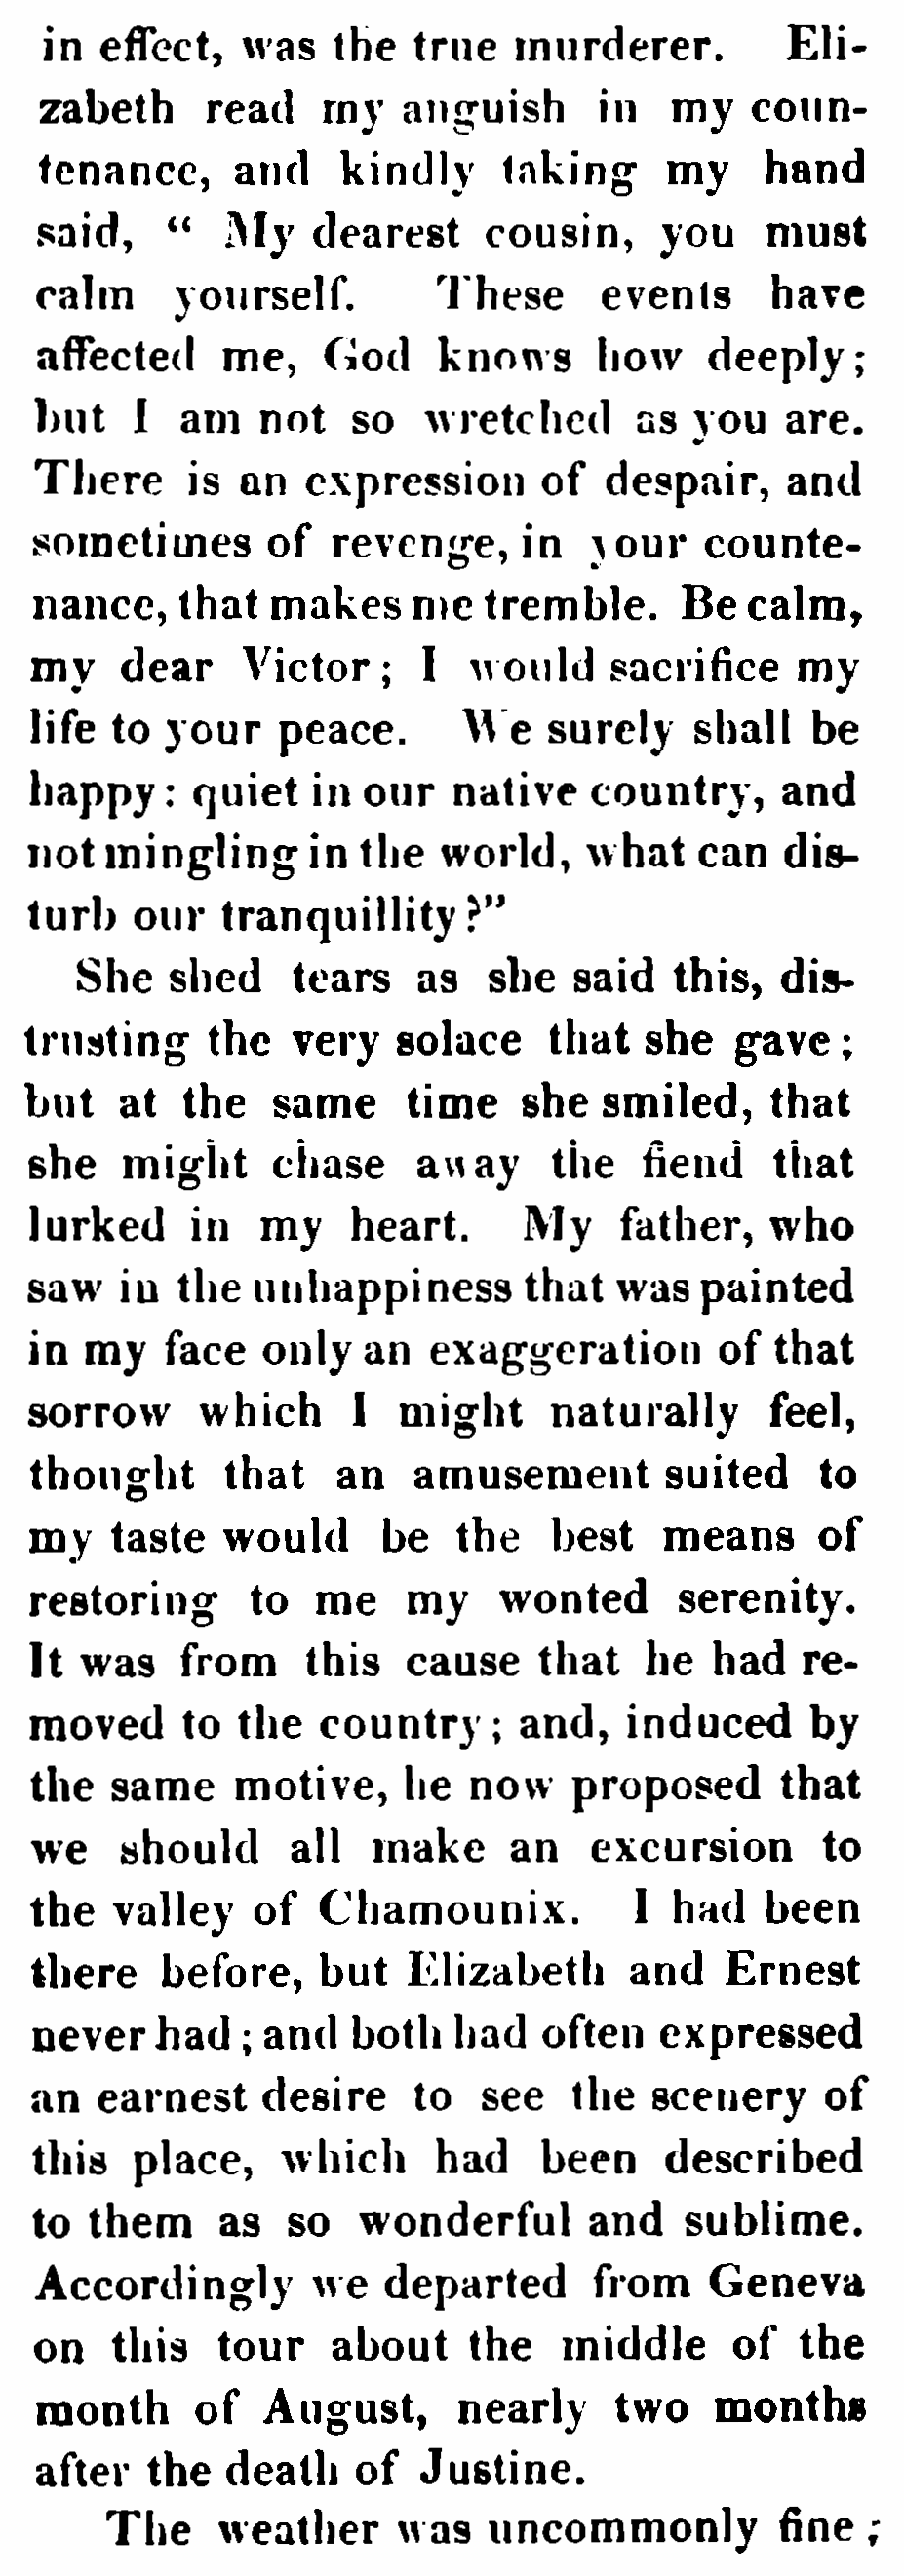 in effect, was the true murderer. Eli-
zabeth read my anguish in my coun-
tenance, and kindly taking my hand
said, “ My dearest cousin, you must
calm yourself. These events have
affected me, God knows how deeply;
but I am not so wretched as you are.
There is an expression of despair, and
sometimes of revenge, in your counte-
nance, that makes me tremble. Be calm,
my dear Victor; I would sacrifice my
life to your peace. We surely shall be
happy: quiet in our native country, and
not mingling in the world, what can dis-
turb our tranquillity?”
She shed tears as she said this, dis-
trusting the very solace that she gave;
but at the same time she smiled, that
she might chase away the fiend that
lurked in my heart. My father, who
saw in the unhappiness that was painted
in my face only an exaggeration of that
sorrow which I might naturally feel,
thought that an amusement suited to
my taste would be the best means of
restoring to me my wonted serenity.
It was from this cause that he had re-
moved to the country; and, induced by
the same motive, he now proposed that
we should all make an excursion to
the valley of Chamounix. I had been
there before, but Elizabeth and Ernest
never had; and both had often expressed
an earnest desire to see the scenery of
this place, which had been described
to them as so wonderful and sublime.
Accordingly we departed from Geneva
on this tour about the middle of the
month of August, nearly two months
after the death of Justine.
The weather was uncommonly fine;